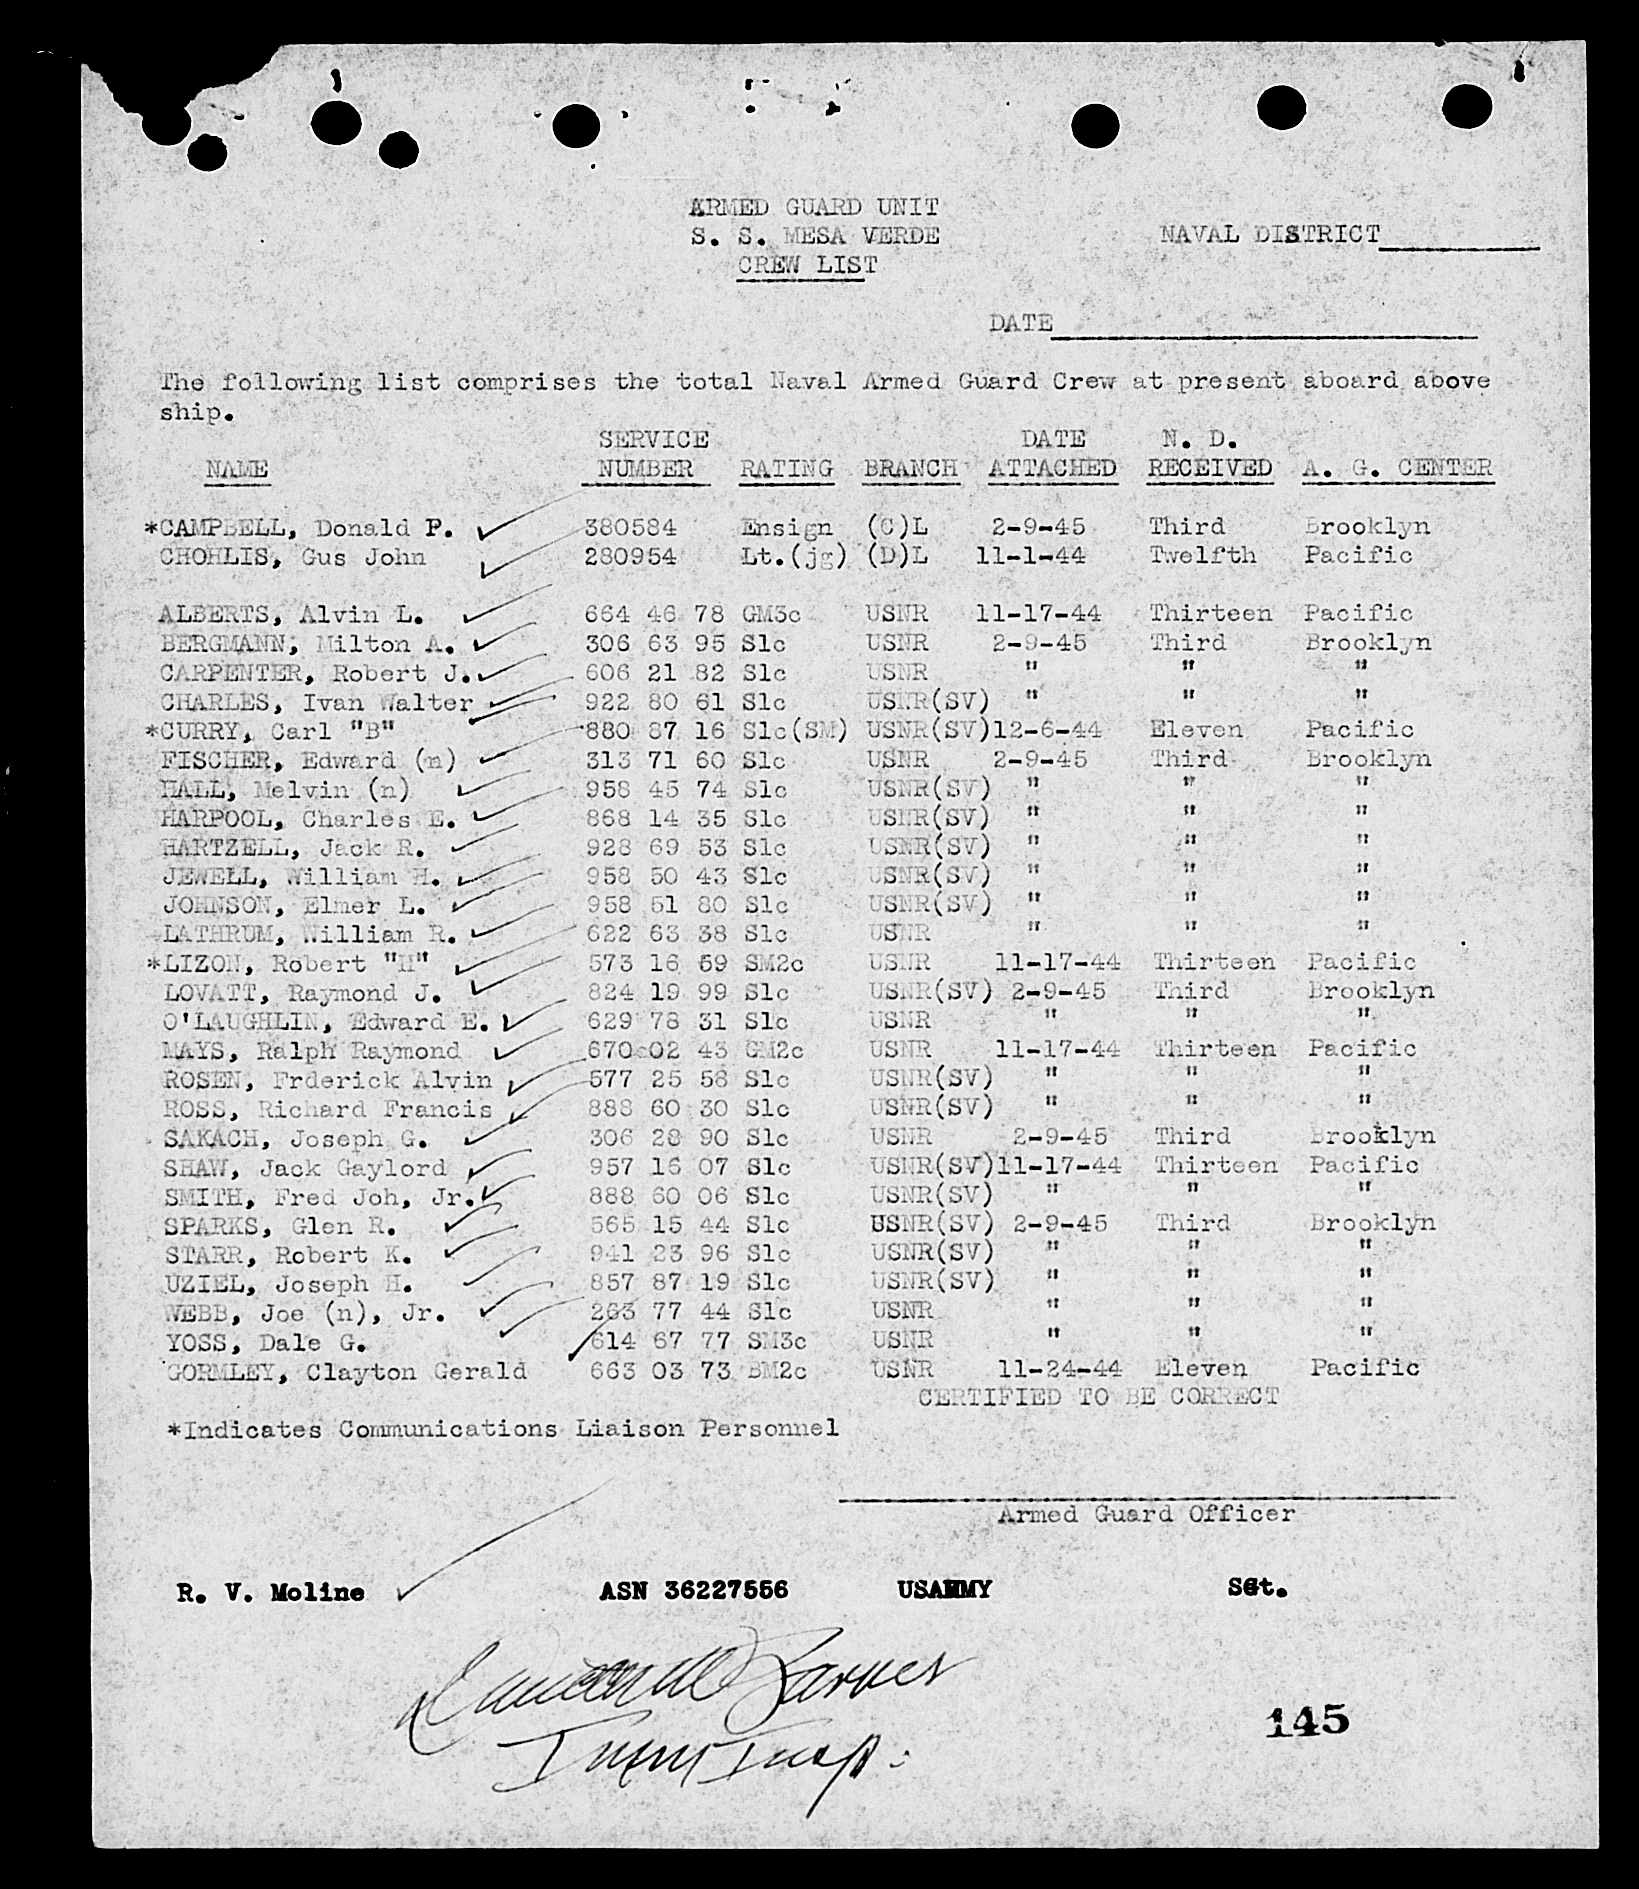 ARMED GUARD UNIT
S. S. MESA VERDE
NAVAL DISTRICT
CREW LIST
DATE
The following list comprises the total Naval Armed Guard Crew at present aboard above
ship.
SERVICE DATE N. D.
NAME NUMBER RATING BRANCH ATTACHED RECEIVED A. G. CENTER
*CAMPBELL, Donald P. 380584 Ensign (C)L 2-9-45 Third Brooklyn
CHOHLIS, Gus John 280954 Lt.(jg) (D)L 11-1-44 Twelfth Pacific
ALBERTS, Alvin L. 664 46 78 GM3c USNR 11-17-44 Thirteen Pacific
BERGMANN, Milton A. 306 63 95 S1c USNR 2-9-45 Third Brooklyn
CARPENTER, Robert J. 606 21 82 S1c USNR " " "
CHARLES, Ivan Walter 922 80 61 S1c USNR(SV) " " "
*CURRY, Carl "B" 880 87 16 S1c(SM) USNR(SV)12-6-44 Eleven Pacific
FISCHER, Edward (n) 313 71 60 S1c USNR 2-9-45 Third Brooklyn
HALL, Melvin (n) 958 45 74 S1c USNR(SV) " " "
HARPOOL, Charles E. 868 14 35 S1c USNR(SV) " " "
HARTZELL, Jack R. 928 69 53 S1c USNR(SV) " " "
JEWELL, William H. 958 50 43 S1c USNR(SV) " " "
JOHNSON, Elmer L. 958 51 80 S1c USNR(SV) " " "
LATHRUM, William R. 622 63 38 S1c USNR " " "
*LIZON, Robert "H" 573 16 59 SM2c USNR 11-17-44 Thirteen Pacific
LOVATT, Raymond J. 824 19 99 S1c USNR(SV) 2-9-45 Third Brooklyn
O'LAUGHLIN, Edward E. 629 78 31 S1c USNR " " "
MAYS, Ralph Raymond 670 02 43 GM2c USNR 11-17-44 Thirteen Pacific
ROSEN, Frderick Alvin 577 25 58 S1c USNR(SV) " " "
ROSS, Richard Francis 888 60 30 S1c USNR(SV) " " "
SAKACH, Joseph G. 306 28 90 S1c USNR 2-9-45 Third Brooklyn
SHAW, Jack Gaylord 957 16 07 S1c USNR(SV)11-17-44 Thirteen Pacific
SMITH, Fred Joh, Jr. 888 60 06 S1c USNR(SV) " " "
SPARKS, Glen R. 565 15 44 S1c USNR(SV) 2-9-45 Third Brooklyn
STARR, Robert K. 941 23 96 S1c USNR(SV) " " "
UZIEL, Joseph H. 857 87 19 S1c USNR(SV) " " "
WEBB, Joe (n), Jr. 263 77 44 S1c USNR " " "
YOSS, Dale G. 614 67 77 SM3c USNR " " "
GORMLEY, Clayton Gerald 663 03 73 BM2c USNR 11-24-44 Eleven Pacific
CERTIFIED TO BE CORRECT
*Indicates Communications Liaison Personnel
Armed Guard Officer
R. V. Moline ASN 36227556 USARMY Sgt.
Immy Insp.
145